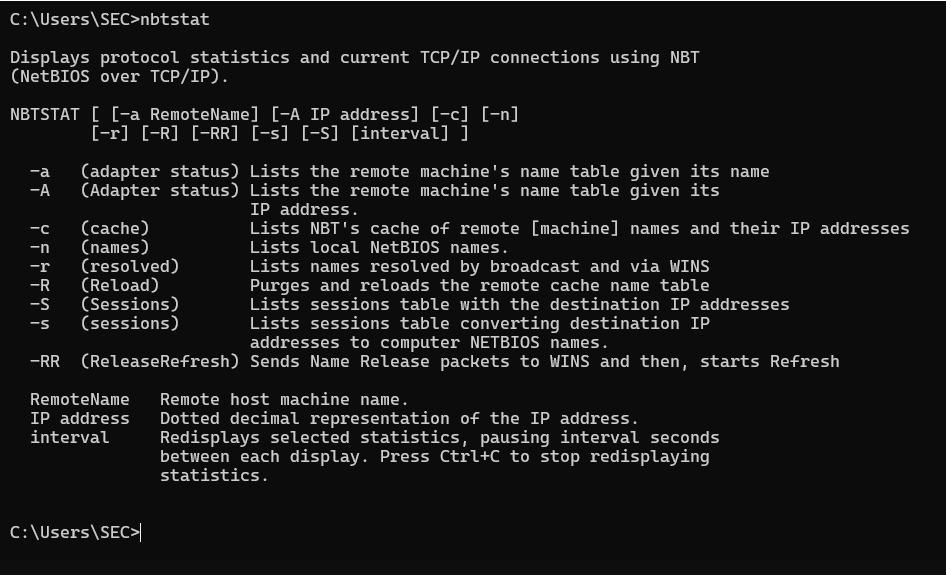 C:\Users\SEC>nbtstat
Displays protocol statistics and current TCP/IP connections using NBT
(NetBIOS over TCP/IP).
NBTSTAT [ [-a RemoteName] [-A IP address] [-c] [-n]
        [-r] [-R] [-RR] [-s] [-S] [interval] ]
  -a   (adapter status) Lists the remote machine's name table given its name
  -A   (Adapter status) Lists the remote machine's name table given its
                        IP address.
  -c   (cache)          Lists NBT's cache of remote [machine] names and their IP addresses
  -n   (names)          Lists local NetBIOS names.
  -r   (resolved)       Lists names resolved by broadcast and via WINS
  -R   (Reload)         Purges and reloads the remote cache name table
  -S   (Sessions)       Lists sessions table with the destination IP addresses
  -s   (sessions)       Lists sessions table converting destination IP
                        addresses to computer NETBIOS names.
  -RR  (ReleaseRefresh) Sends Name Release packets to WINS and then, starts Refresh
  RemoteName   Remote host machine name.
  IP address   Dotted decimal representation of the IP address.
  interval     Redisplays selected statistics, pausing interval seconds
               between each display. Press Ctrl+C to stop redisplaying
               statistics.
C:\Users\SEC>